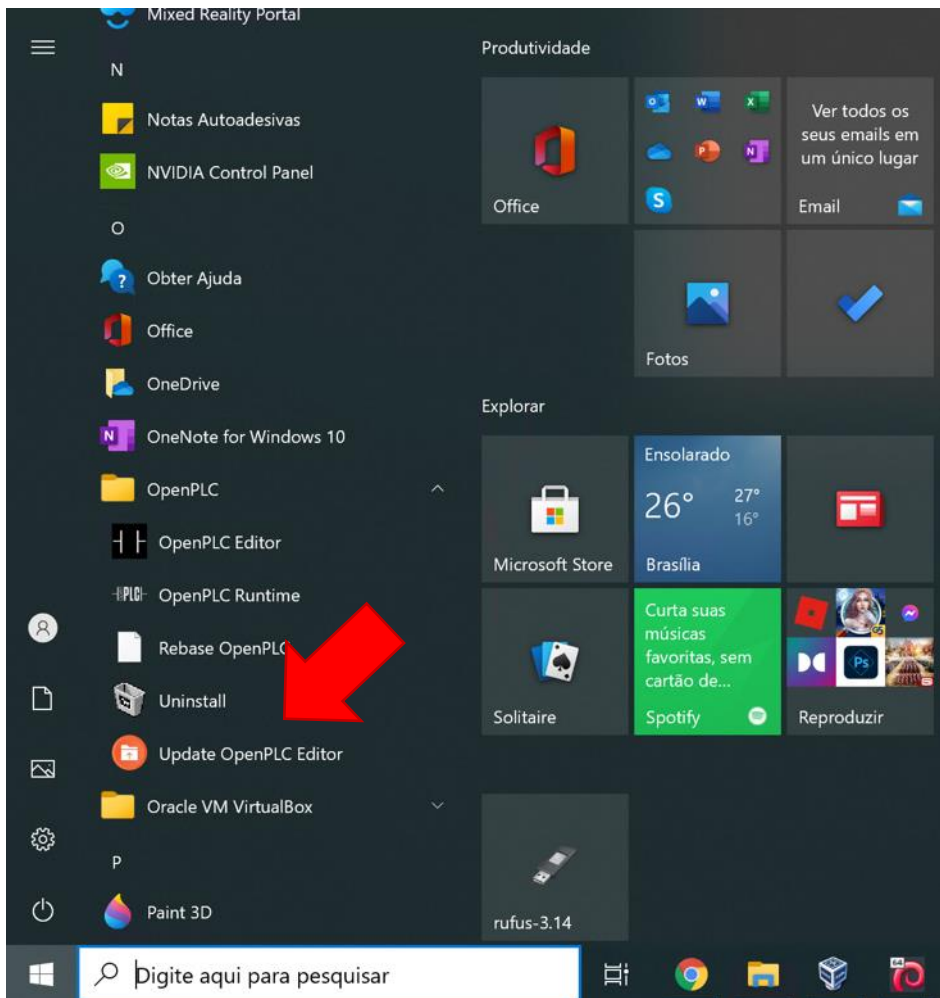 Mixed Reality Portal
N
Notas Autoadesivas
NVIDIA Control Panel
O
Obter Ajuda
Office
OneDrive
OneNote for Windows 10
OpenPLC
OpenPLC Editor
OpenPLC Runtime
Rebase OpenPLC
Uninstall
Update OpenPLC Editor
Oracle VM VirtualBox
P
Paint 3D
Produtividade
Office
Ver todos os
seus emails em
um único lugar
Email
Fotos
Explorar
Microsoft Store
Ensolarado
26°
27°
16°
Brasília
Solitaire
Curta suas
músicas
favoritas, sem
cartão de...
Spotify
Ps
Reproduzir
rufus-3.14
Digite aqui para pesquisar
64